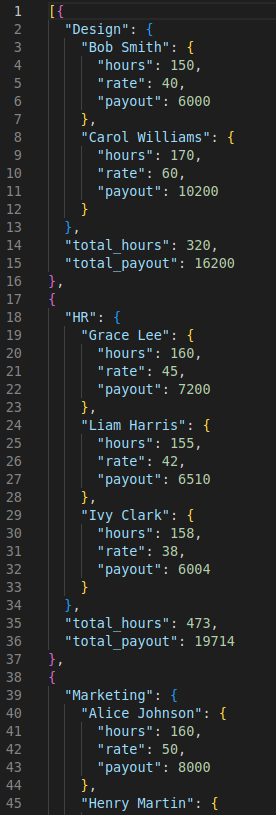 1 [{
2 "Design": {
3 "Bob Smith": {
4 "hours": 150,
5 "rate": 40,
6 "payout": 6000
7 },
8 "Carol Williams": {
9 "hours": 170,
10 "rate": 60,
11 "payout": 10200
12 }
13 },
14 "total_hours": 320,
15 "total_payout": 16200
16 },
17 {
18 "HR": {
19 "Grace Lee": {
20 "hours": 160,
21 "rate": 45,
22 "payout": 7200
23 },
24 "Liam Harris": {
25 "hours": 155,
26 "rate": 42,
27 "payout": 6510
28 },
29 "Ivy Clark": {
30 "hours": 158,
31 "rate": 38,
32 "payout": 6004
33 }
34 },
35 "total_hours": 473,
36 "total_payout": 19714
37 },
38 {
39 "Marketing": {
40 "Alice Johnson": {
41 "hours": 160,
42 "rate": 50,
43 "payout": 8000
44 },
45 "Henry Martin": {